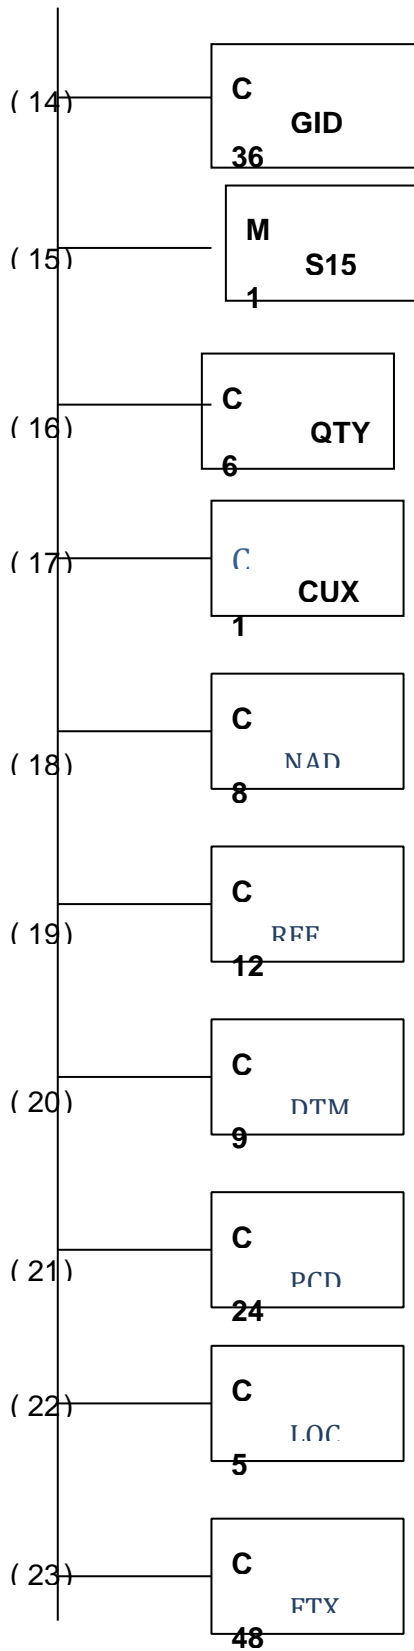 ( 14)
C
GID
36
( 15)
M
S15
1
( 16)
C
QTY
6
( 17)
C
CUX
1
( 18)
C
NAD
8
( 19)
C
RFF
12
( 20)
C
DTM
9
( 21)
C
PCD
24
( 22)
C
LOC
5
( 23)
C
FTX
48